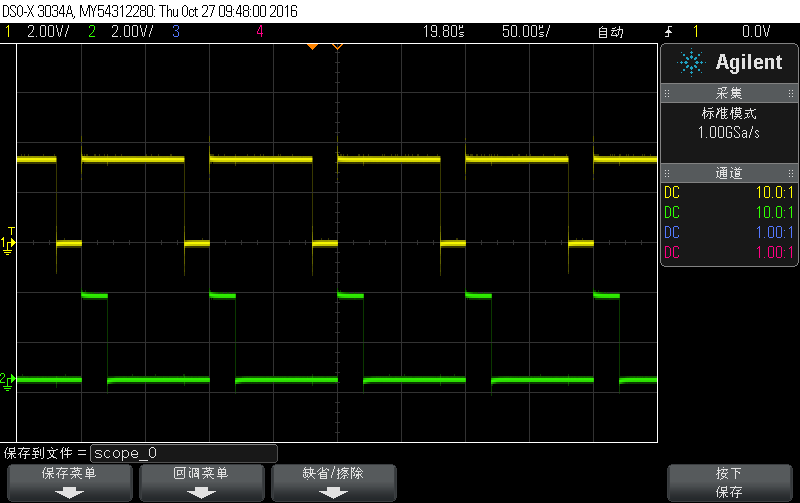 DSO-X 3034A, MY54312280: Thu Oct 27 09:48:00 2016
1 2.00V/ 2 2.00V/ 3 4 19.80s 50.00s/ 自动 1 0.0V
Agilent
采集
标准模式
1.00GSa/s
通道
DC 10.0:1
DC 10.0:1
DC 1.00:1
DC 1.00:1
T
1
2
保存到文件 = scope_0
保存菜单 回调菜单 缺省/擦除 按下
保存